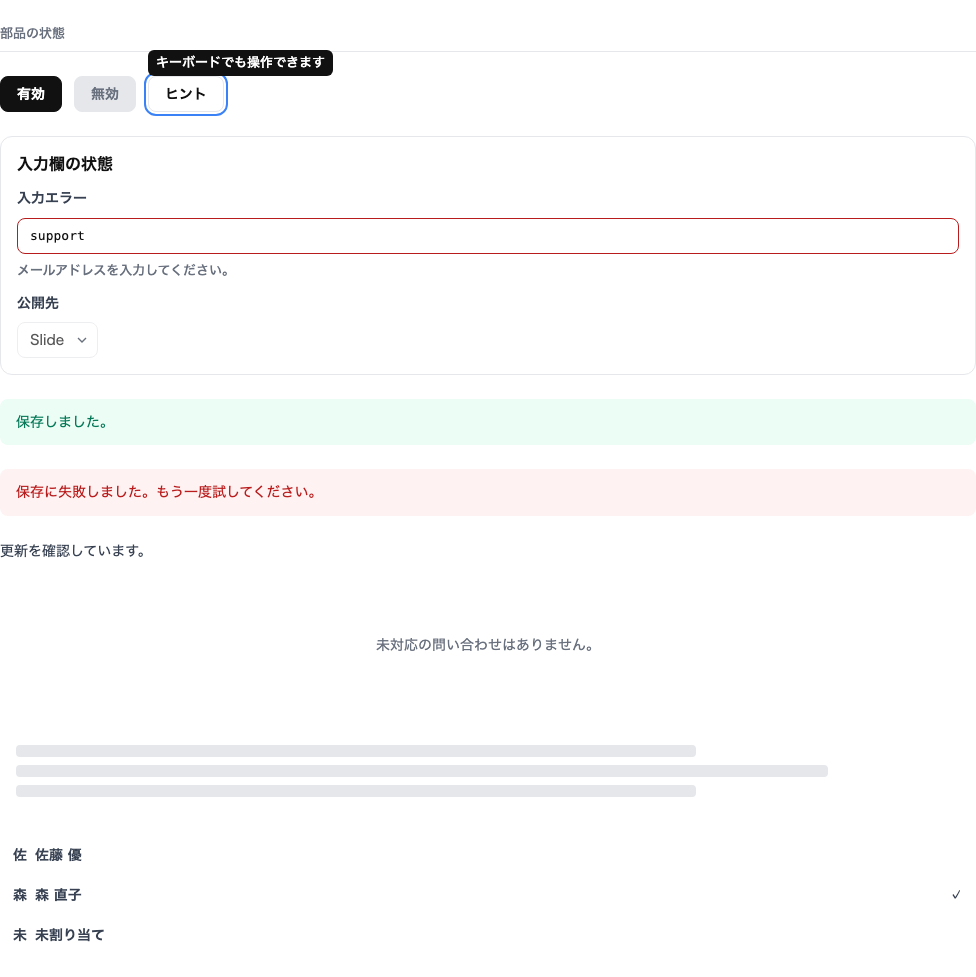 部品の状態
キーボードでも操作できます
有効 無効 ヒント
入力欄の状態
入力エラー
support
メールアドレスを入力してください。
公開先
Slide
保存しました。
保存に失敗しました。もう一度試してください。
更新を確認しています。
未対応の問い合わせはありません。
佐 佐藤 優
森 森 直子 ✓
未 未割り当て